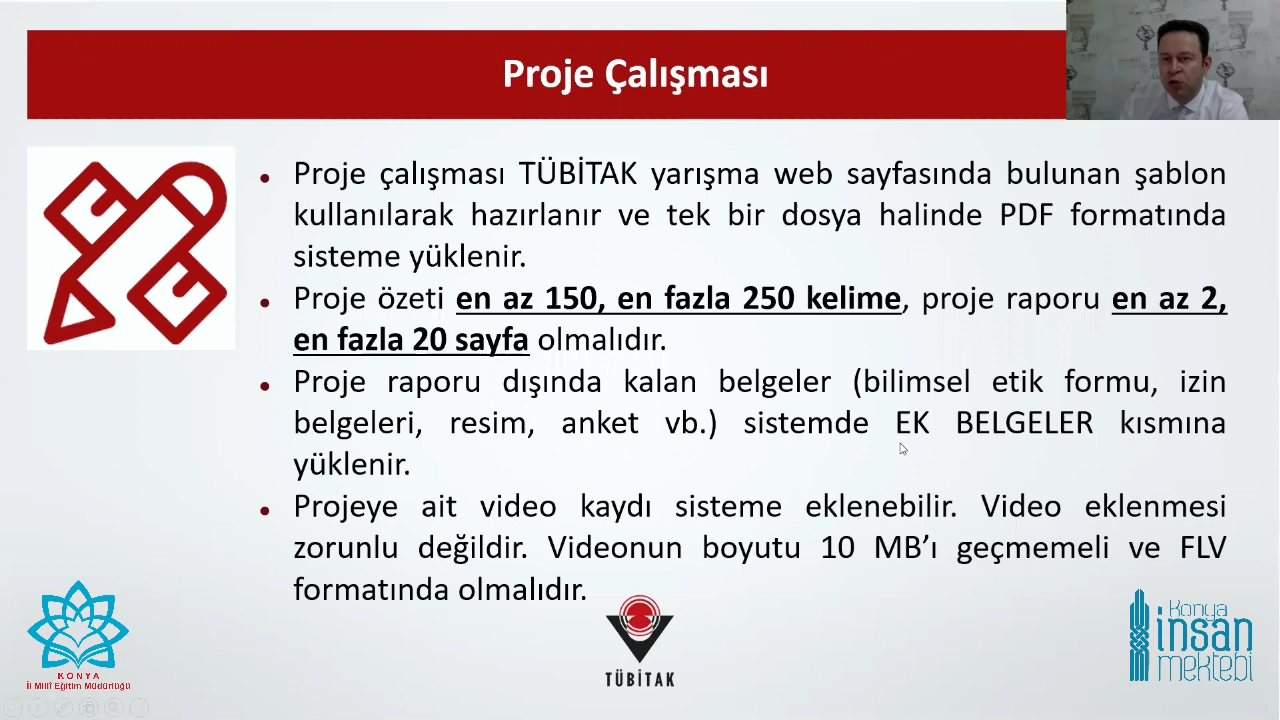 Proje Çalışması
• Proje çalışması TÜBİTAK yarışma web sayfasında bulunan şablon
kullanılarak hazırlanır ve tek bir dosya halinde PDF formatında
sisteme yüklenir.
• Proje özeti en az 150, en fazla 250 kelime, proje raporu en az 2,
en fazla 20 sayfa olmalıdır.
• Proje raporu dışında kalan belgeler (bilimsel etik formu, izin
belgeleri, resim, anket vb.) sistemde EK BELGELER kısmına
yüklenir.
• Projeye ait video kaydı sisteme eklenebilir. Video eklenmesi
zorunlu değildir. Videonun boyutu 10 MB’ı geçmemeli ve FLV
formatında olmalıdır.
KONYA
İl Millî Eğitim Müdürlüğü
TÜBİTAK
Konya
insan
mektebi